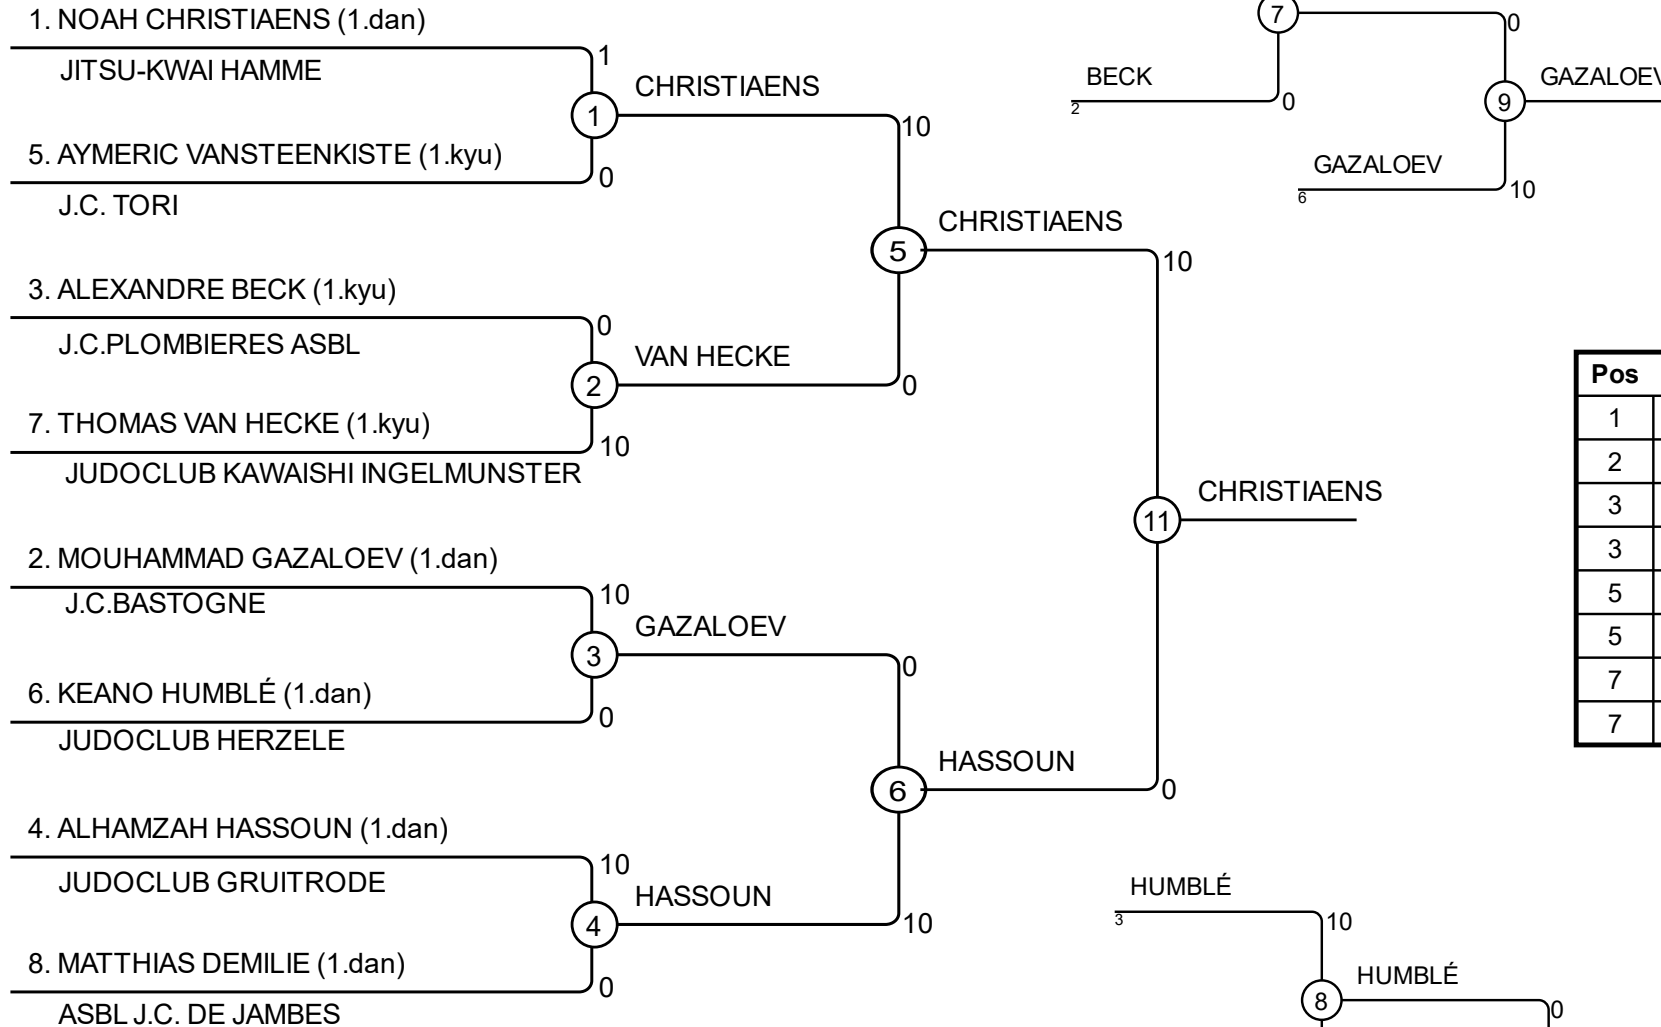 1. NOAH CHRISTIAENS (1.dan)
JITSU-KWAI HAMME
1
1
CHRISTIAENS
5. AYMERIC VANSTEENKISTE (1.kyu)
0
J.C. TORI
10
5
CHRISTIAENS
3. ALEXANDRE BECK (1.kyu)
0
J.C.PLOMBIERES ASBL
2
VAN HECKE
0
7. THOMAS VAN HECKE (1.kyu)
10
JUDOCLUB KAWAISHI INGELMUNSTER
10
11
CHRISTIAENS
2. MOUHAMMAD GAZALOEV (1.dan)
10
J.C.BASTOGNE
3
GAZALOEV
0
6. KEANO HUMBLÉ (1.dan)
0
JUDOCLUB HERZELE
6
HASSOUN
0
4. ALHAMZAH HASSOUN (1.dan)
10
JUDOCLUB GRUITRODE
4
HASSOUN
10
8. MATTHIAS DEMILIE (1.dan)
0
ASBL J.C. DE JAMBES
7
0
BECK
2
0
9
GAZALOEV
GAZALOEV
6
10
Pos
1
2
3
3
5
5
7
7
HUMBLÉ
3
10
8
HUMBLÉ
0